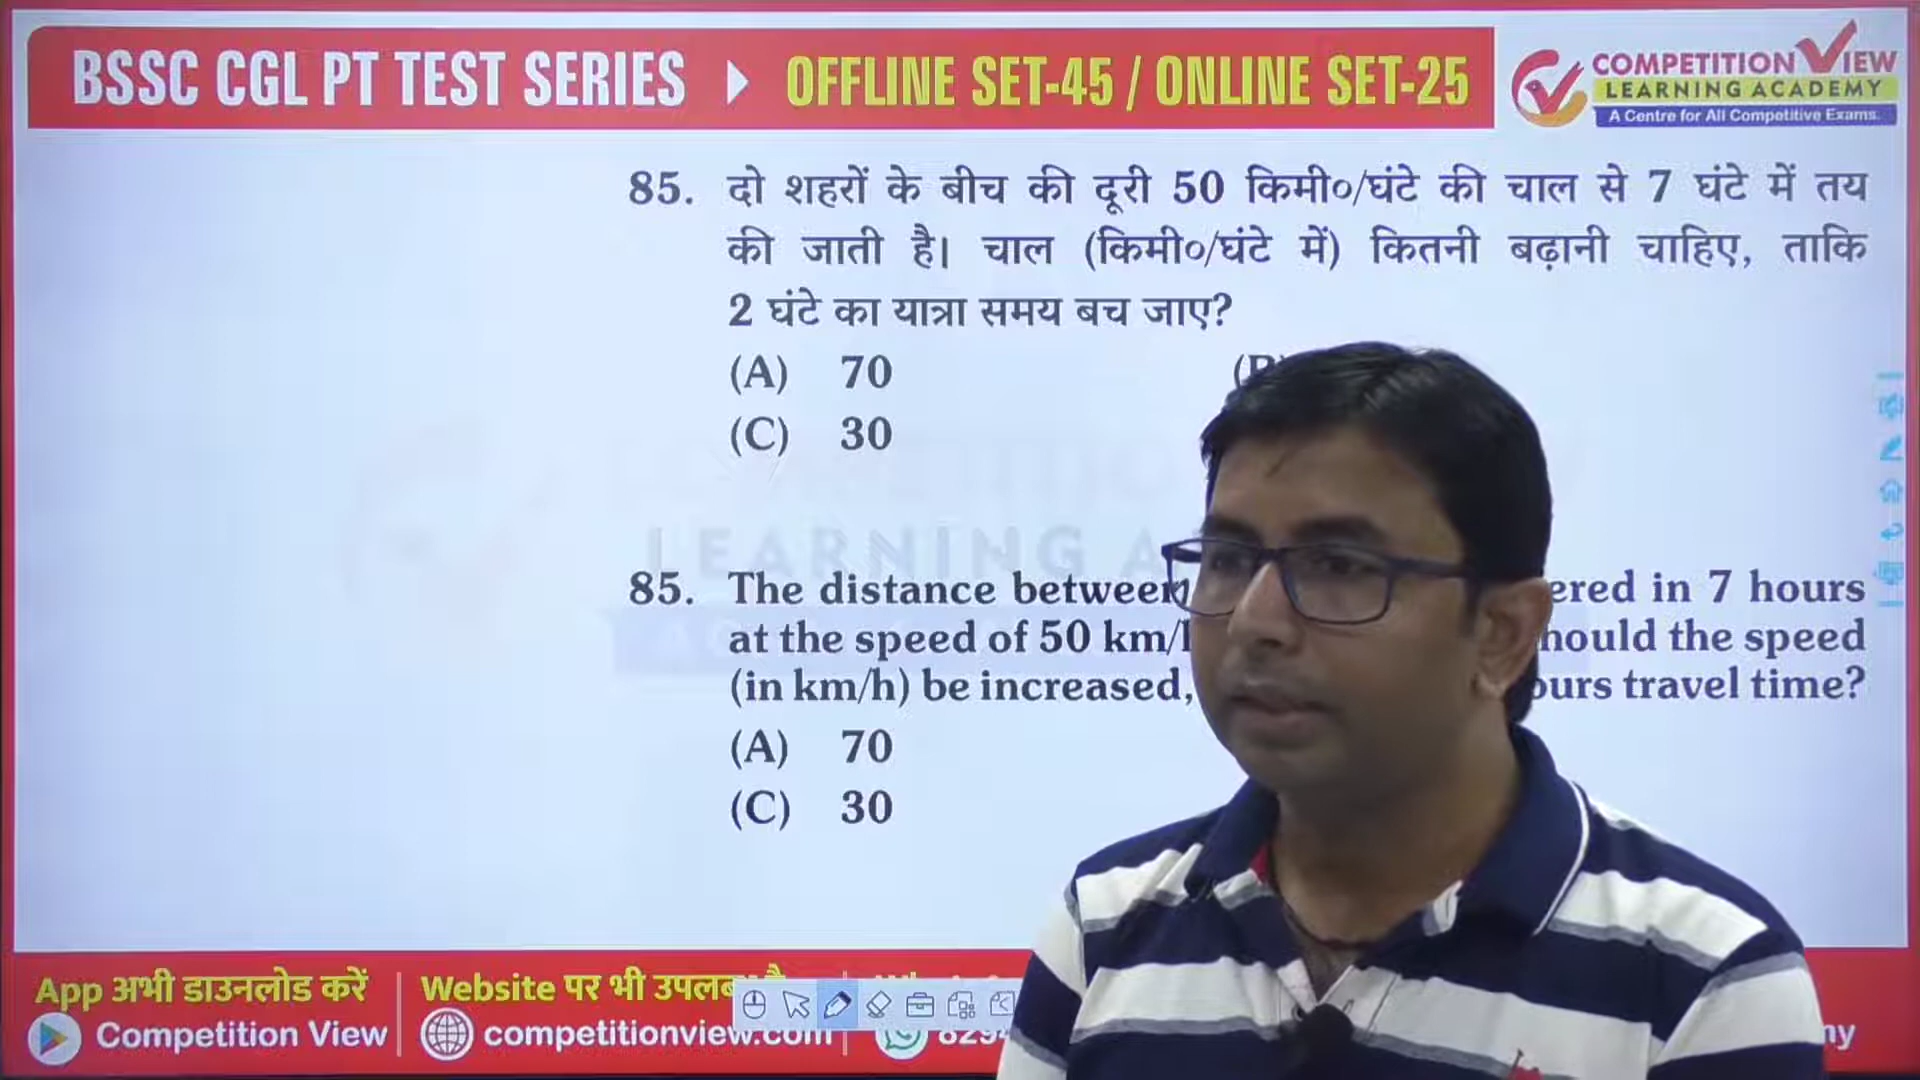 BSSC CGL PT TEST SERIES OFFLINE SET-45 / ONLINE SET-25
COMPETITION VIEW
LEARNING ACADEMY
A Centre for All Competitive Exams.
85. दो शहरों के बीच की दूरी 50 किमी०/घंटे की चाल से 7 घंटे में तय
की जाती है। चाल (किमी०/घंटे में) कितनी बढ़ानी चाहिए, ताकि
2 घंटे का यात्रा समय बच जाए?
(A) 70
(C) 30
LEARNING
85. The distance between ered in 7 hours
at the speed of 50 km/ hould the speed
(in km/h) be increased, ours travel time?
(A) 70
(C) 30
App अभी डाउनलोड करें
Competition View
Website पर भी
competitionview.com